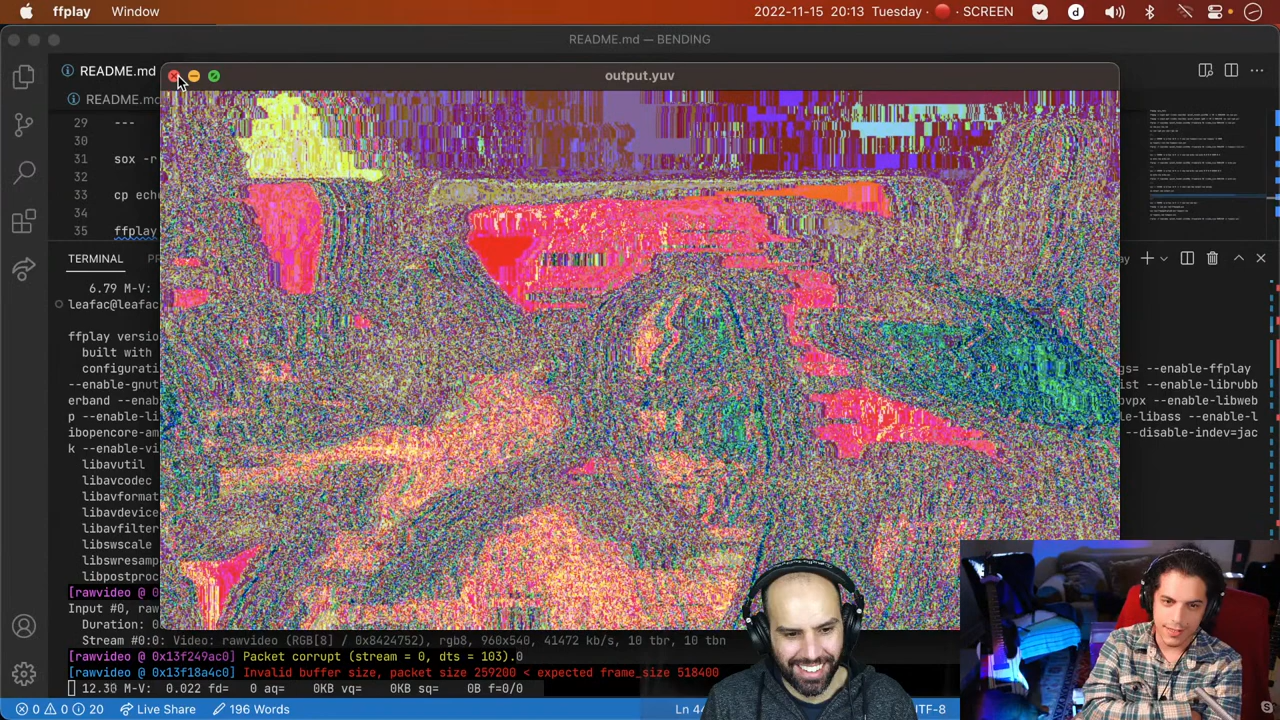 ffplay Window 2022-11-15 20:13 Tuesday SCREEN
README.md — BENDING
README.md
output.yuv
README.md
29 ---
30
31 sox -r
32
33 cp echo
34
35 ffplay
TERMINAL
6.79 M-V:
leafac@leafac
ffplay versio
built with
configurati gs= --enable-ffplay
--enable-gnut ist --enable-librubb
erband --enab vpx --enable-libweb
p --enable-li le-libass --enable-l
ibopencore-am --disable-indev=jac
k --enable-vi
libavutil
libavcodec
libavformat
libavdevice
libavfilter
libswscale
libswresamp
libpostproc
[rawvideo @ 0
Input #0, raw
Duration: 0
Stream #0:0: Video: rawvideo (RGB[8] / 0x8424752), rgb8, 960x540, 41472 kb/s, 10 tbr, 10 tbn
[rawvideo @ 0x13f249ac0] Packet corrupt (stream = 0, dts = 103).0
[rawvideo @ 0x13f18a4c0] Invalid buffer size, packet size 259200 < expected frame_size 518400
12.30 M-V: 0.022 fd= 0 aq= 0KB vq= 0KB sq= 0B f=0/0
0 0 20 Live Share 196 Words Ln 4 UTF-8